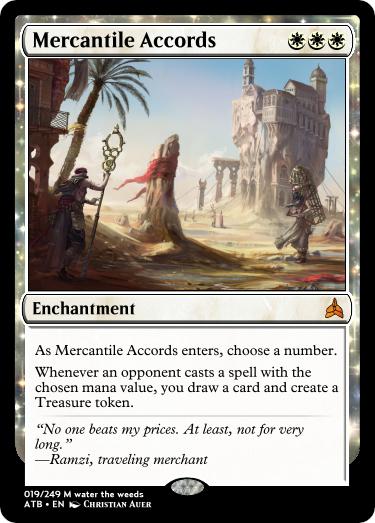 Mercantile Accords
Enchantment
As Mercantile Accords enters, choose a number.
Whenever an opponent casts a spell with the
chosen mana value, you draw a card and create a
Treasure token.
“No one beats my prices. At least, not for very
long.”
—Ramzi, traveling merchant
019/249 M water the weeds
ATB • EN Christian Auer